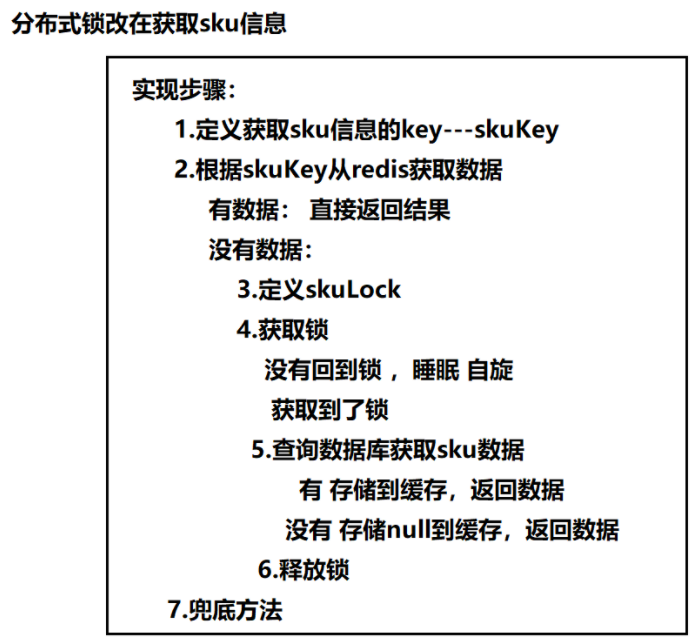 分布式锁改在获取sku信息
实现步骤：
1.定义获取sku信息的key---skuKey
2.根据skuKey从redis获取数据
有数据： 直接返回结果
没有数据：
3.定义skuLock
4.获取锁
没有回到锁 ，睡眠 自旋
获取到了锁
5.查询数据库获取sku数据
有 存储到缓存，返回数据
没有 存储null到缓存，返回数据
6.释放锁
7.兜底方法